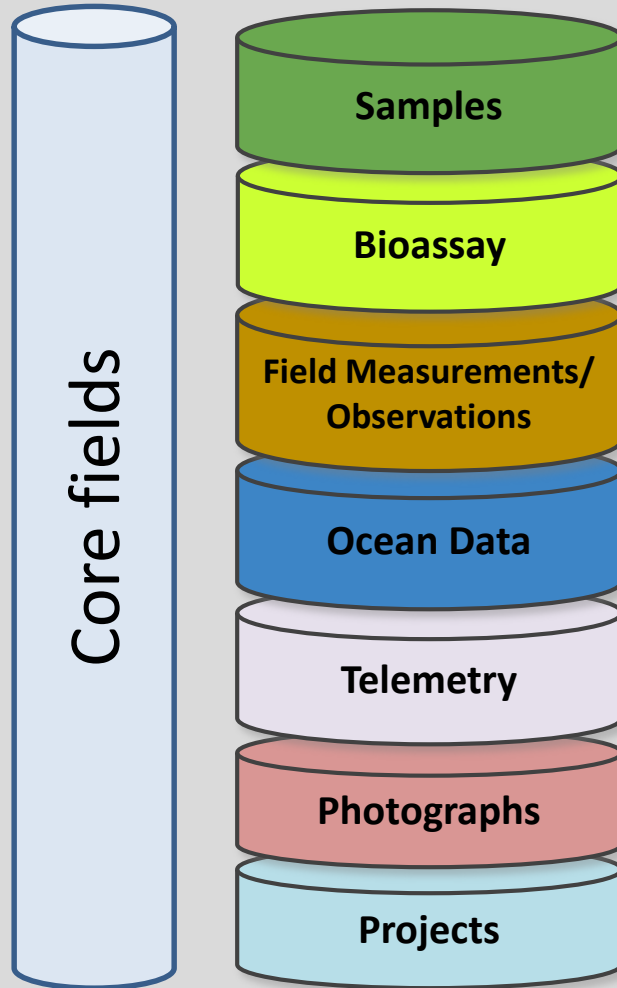 Core fields
Samples
Bioassay
Field Measurements/
Observations
Ocean Data
Telemetry
Photographs
Projects